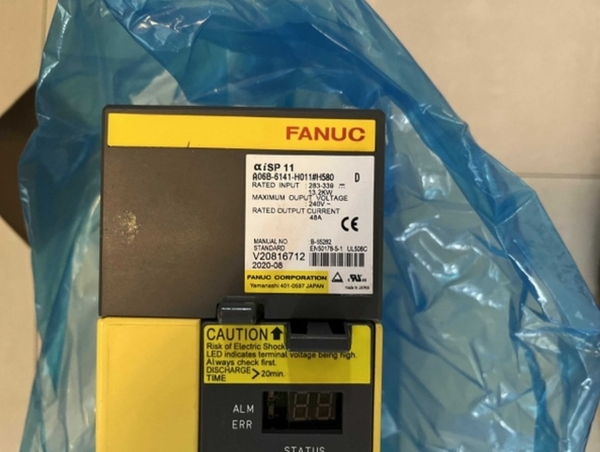 FANUC
αiSP 11
A06B-6141-H011#H580 D
RATED INPUT : 283-339
13.2KW
MAXIMUM OUPUT VOLTAGE
240V ~
RATED OUTPUT CURRENT
48A
CE
MANUAL NO B-65282
STANDARD EN50178-5-1 UL508C
V20816712
2020-08
FANUC CORPORATION
Yamanashi 401-0597 JAPAN
made in JAPAN
CAUTION
Risk of Electric Shock
LED indicates terminal voltage being high.
Always check first.
DISCHARGE > 20min.
TIME
ALM
ERR
STATUS